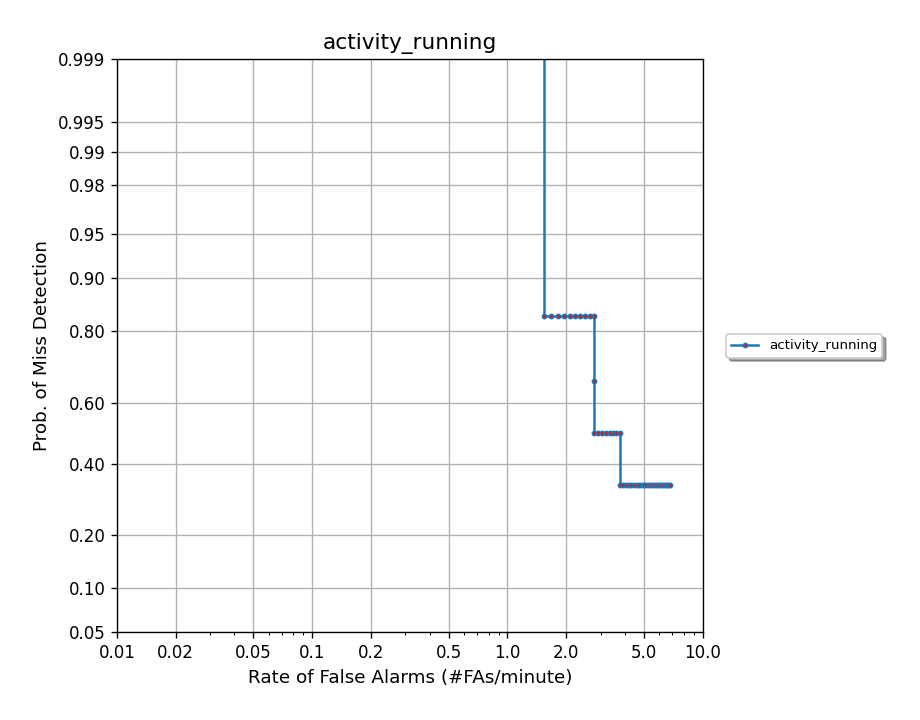 activity_running
0.999
0.995
0.99
0.98
0.95
0.90
0.80
0.60
0.40
0.20
0.10
0.05
Prob. of Miss Detection
activity_running
0.01 0.02 0.05 0.1 0.2 0.5 1.0 2.0 5.0 10.0
Rate of False Alarms (#FAs/minute)